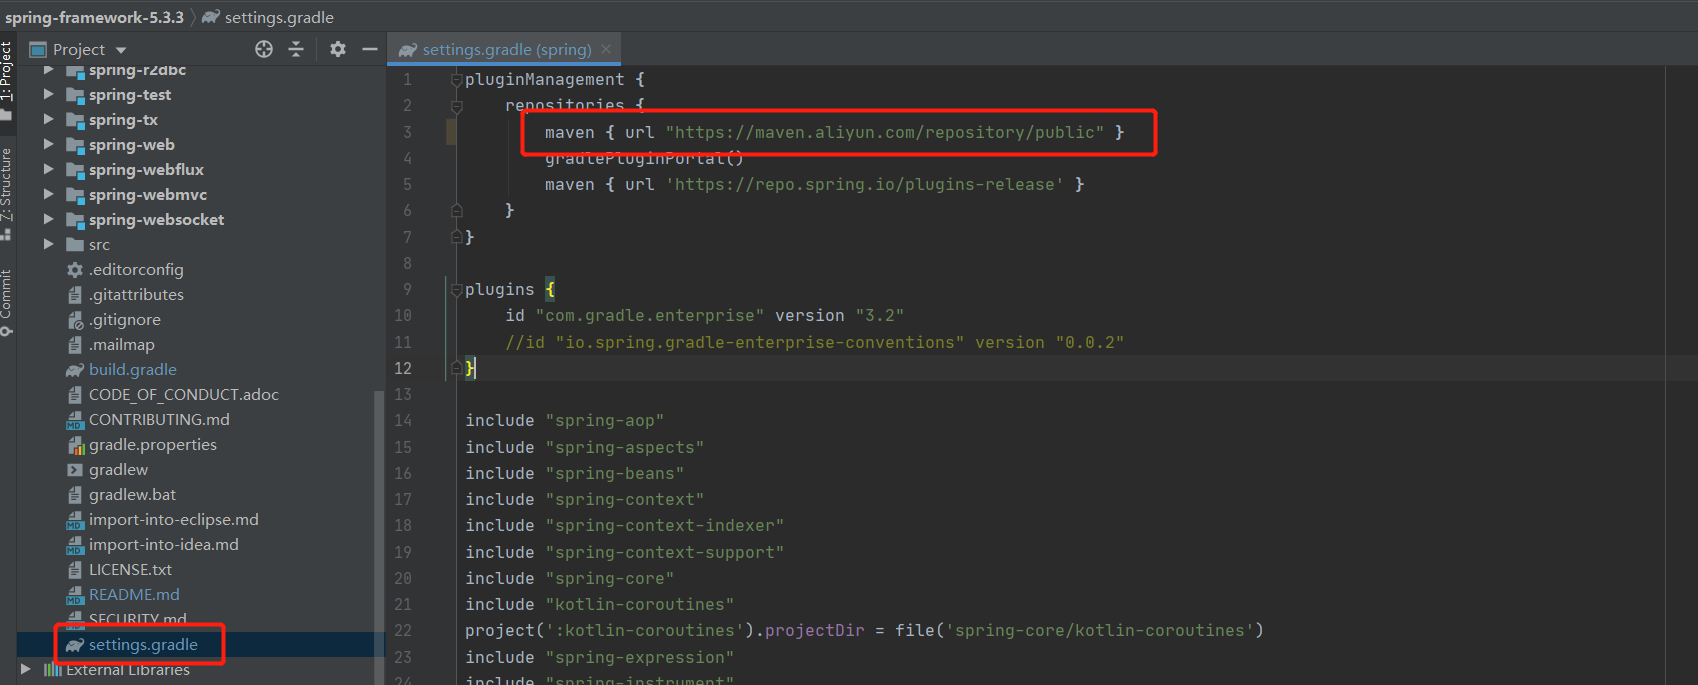 spring-framework-5.3.3 settings.gradle
1: Project
7: Structure
Commit
Project
spring-r2dbc
spring-test
spring-tx
spring-web
spring-webflux
spring-webmvc
spring-websocket
src
.editorconfig
.gitattributes
.gitignore
.mailmap
build.gradle
CODE_OF_CONDUCT.adoc
CONTRIBUTING.md
gradle.properties
gradlew
gradlew.bat
import-into-eclipse.md
import-into-idea.md
LICENSE.txt
README.md
SECURITY.md
settings.gradle
External Libraries
settings.gradle (spring)
1 pluginManagement {
2 repositories {
3 maven { url "https://maven.aliyun.com/repository/public" }
4 gradlePluginPortal()
5 maven { url 'https://repo.spring.io/plugins-release' }
6 }
7 }
8
9 plugins {
10 id "com.gradle.enterprise" version "3.2"
11 //id "io.spring.gradle-enterprise-conventions" version "0.0.2"
12 }
13
14 include "spring-aop"
15 include "spring-aspects"
16 include "spring-beans"
17 include "spring-context"
18 include "spring-context-indexer"
19 include "spring-context-support"
20 include "spring-core"
21 include "kotlin-coroutines"
22 project(':kotlin-coroutines').projectDir = file('spring-core/kotlin-coroutines')
23 include "spring-expression"
24 include "spring-instrument"